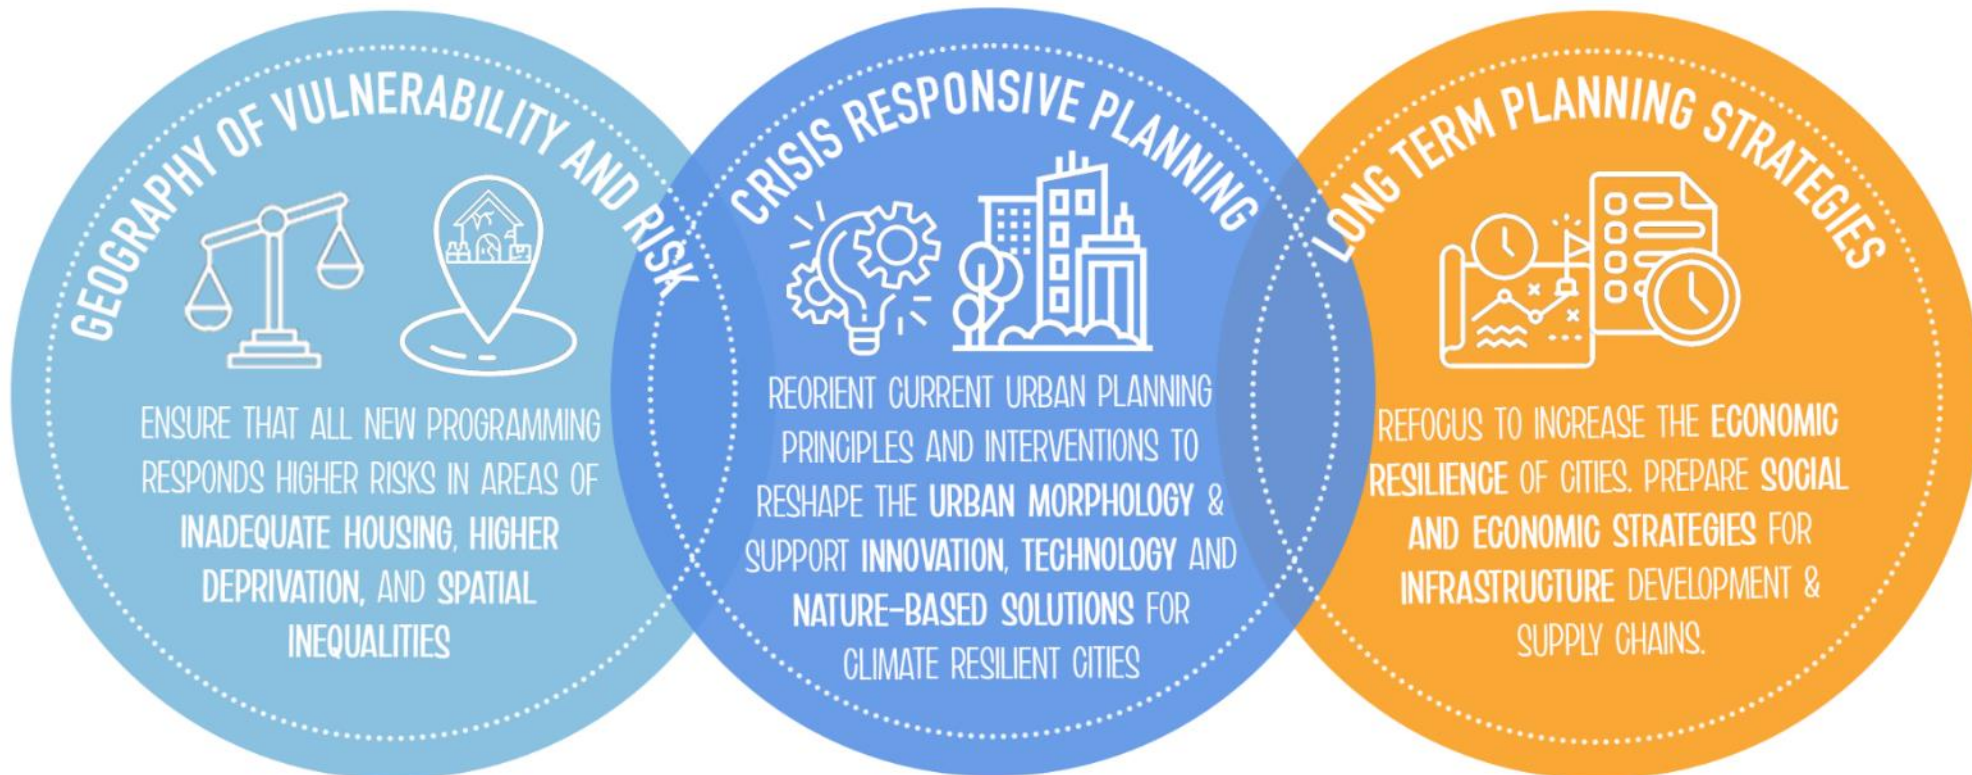 GEOGRAPHY OF VULNERABILITY AND RISK
ENSURE THAT ALL NEW PROGRAMMING
RESPONDS HIGHER RISKS IN AREAS OF
INADEQUATE HOUSING, HIGHER
DEPRIVATION, AND SPATIAL
INEQUALITIES
CRISIS RESPONSIVE PLANNING
REORIENT CURRENT URBAN PLANNING
PRINCIPLES AND INTERVENTIONS TO
RESHAPE THE URBAN MORPHOLOGY &
SUPPORT INNOVATION, TECHNOLOGY AND
NATURE-BASED SOLUTIONS FOR
CLIMATE RESILIENT CITIES
LONG TERM PLANNING STRATEGIES
REFOCUS TO INCREASE THE ECONOMIC
RESILIENCE OF CITIES. PREPARE SOCIAL
AND ECONOMIC STRATEGIES FOR
INFRASTRUCTURE DEVELOPMENT &
SUPPLY CHAINS.